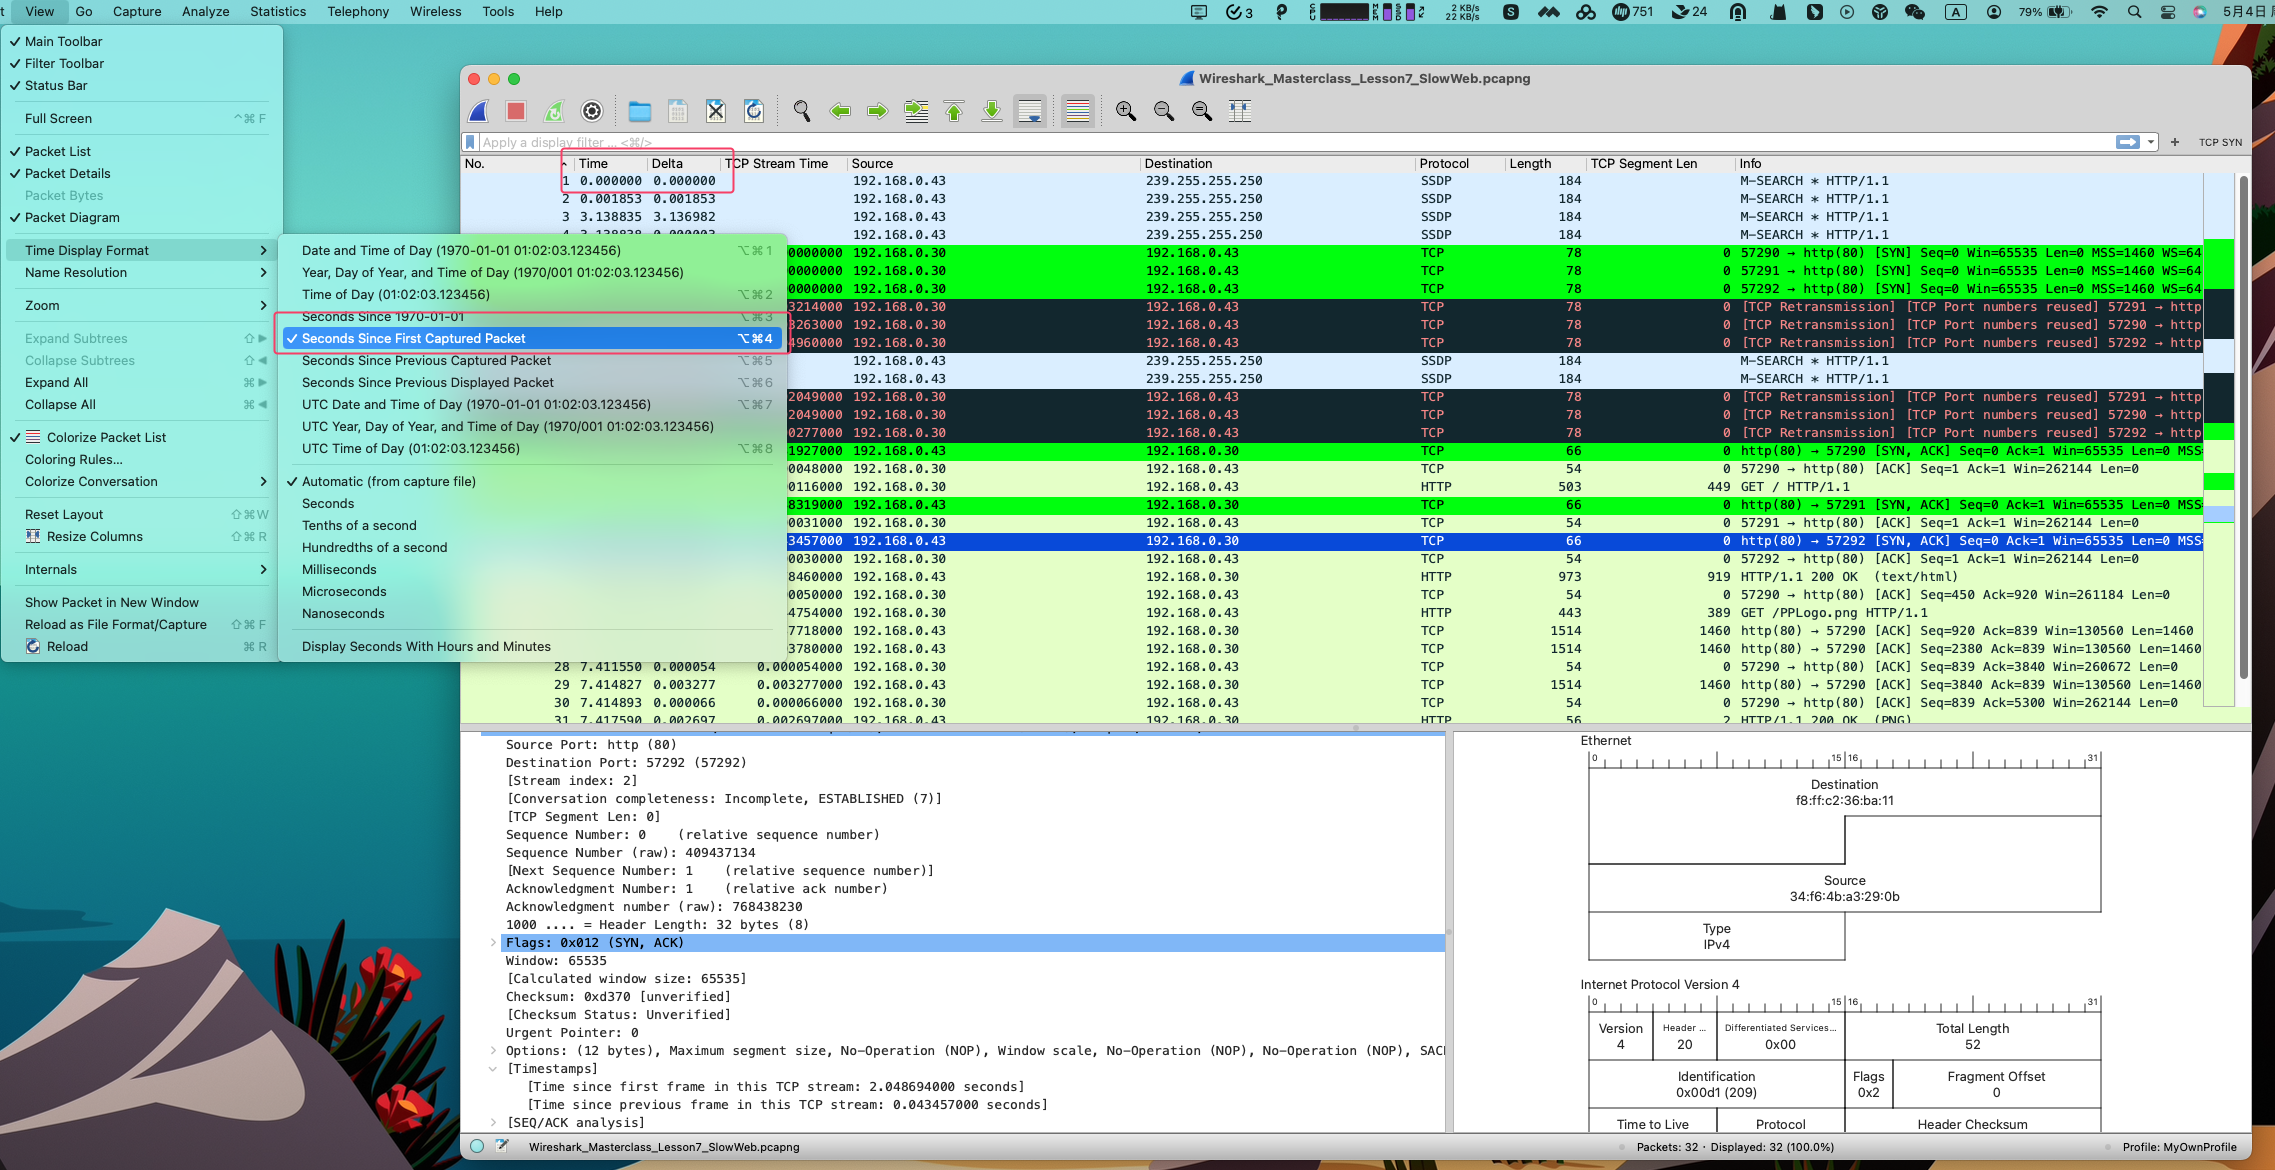 View Go Capture Analyze Statistics Telephony Wireless Tools Help
3 CPU MEM SSD 2 KB/s 22 KB/s 751 24 A 79% 5月4日
Main Toolbar
Filter Toolbar
Status Bar
Full Screen ^⌘F
Packet List
Packet Details
Packet Bytes
Packet Diagram
Time Display Format
Name Resolution
Zoom
Expand Subtrees
Collapse Subtrees
Expand All
Collapse All
Colorize Packet List
Coloring Rules...
Colorize Conversation
Reset Layout ⇧⌘W
Resize Columns ⇧⌘R
Internals
Show Packet in New Window
Reload as File Format/Capture ⇧⌘F
Reload ⌘R
Date and Time of Day (1970-01-01 01:02:03.123456) ⌥⌘1
Year, Day of Year, and Time of Day (1970/001 01:02:03.123456)
Time of Day (01:02:03.123456) ⌥⌘2
Seconds Since 1970-01-01 ⌥⌘3
Seconds Since First Captured Packet ⌥⌘4
Seconds Since Previous Captured Packet ⌥⌘5
Seconds Since Previous Displayed Packet ⌥⌘6
UTC Date and Time of Day (1970-01-01 01:02:03.123456) ⌥⌘7
UTC Year, Day of Year, and Time of Day (1970/001 01:02:03.123456)
UTC Time of Day (01:02:03.123456) ⌥⌘8
Automatic (from capture file)
Seconds
Tenths of a second
Hundredths of a second
Milliseconds
Microseconds
Nanoseconds
Display Seconds With Hours and Minutes
Wireshark_Masterclass_Lesson7_SlowWeb.pcapng
Apply a display filter ... <⌘/> + TCP SYN
No. Time Delta TCP Stream Time Source Destination Protocol Length TCP Segment Len Info
1 0.000000 0.000000 192.168.0.43 239.255.255.250 SSDP 184 M-SEARCH * HTTP/1.1
2 0.001853 0.001853 192.168.0.43 239.255.255.250 SSDP 184 M-SEARCH * HTTP/1.1
3 3.138835 3.136982 192.168.0.43 239.255.255.250 SSDP 184 M-SEARCH * HTTP/1.1
4 3.138838 0.000003 192.168.0.43 239.255.255.250 SSDP 184 M-SEARCH * HTTP/1.1
0000000 192.168.0.30 192.168.0.43 TCP 78 0 57290 → http(80) [SYN] Seq=0 Win=65535 Len=0 MSS=1460 WS=64
0000000 192.168.0.30 192.168.0.43 TCP 78 0 57291 → http(80) [SYN] Seq=0 Win=65535 Len=0 MSS=1460 WS=64
0000000 192.168.0.30 192.168.0.43 TCP 78 0 57292 → http(80) [SYN] Seq=0 Win=65535 Len=0 MSS=1460 WS=64
3214000 192.168.0.30 192.168.0.43 TCP 78 0 [TCP Retransmission] [TCP Port numbers reused] 57291 → http
3263000 192.168.0.30 192.168.0.43 TCP 78 0 [TCP Retransmission] [TCP Port numbers reused] 57290 → http
4960000 192.168.0.30 192.168.0.43 TCP 78 0 [TCP Retransmission] [TCP Port numbers reused] 57292 → http
192.168.0.43 239.255.255.250 SSDP 184 M-SEARCH * HTTP/1.1
192.168.0.43 239.255.255.250 SSDP 184 M-SEARCH * HTTP/1.1
2049000 192.168.0.30 192.168.0.43 TCP 78 0 [TCP Retransmission] [TCP Port numbers reused] 57291 → http
2049000 192.168.0.30 192.168.0.43 TCP 78 0 [TCP Retransmission] [TCP Port numbers reused] 57290 → http
0277000 192.168.0.30 192.168.0.43 TCP 78 0 [TCP Retransmission] [TCP Port numbers reused] 57292 → http
1927000 192.168.0.43 192.168.0.30 TCP 66 0 http(80) → 57290 [SYN, ACK] Seq=0 Ack=1 Win=65535 Len=0 MSS
0048000 192.168.0.30 192.168.0.43 TCP 54 0 57290 → http(80) [ACK] Seq=1 Ack=1 Win=262144 Len=0
0116000 192.168.0.30 192.168.0.43 HTTP 503 449 GET / HTTP/1.1
8319000 192.168.0.43 192.168.0.30 TCP 66 0 http(80) → 57291 [SYN, ACK] Seq=0 Ack=1 Win=65535 Len=0 MSS
0031000 192.168.0.30 192.168.0.43 TCP 54 0 57291 → http(80) [ACK] Seq=1 Ack=1 Win=262144 Len=0
3457000 192.168.0.43 192.168.0.30 TCP 66 0 http(80) → 57292 [SYN, ACK] Seq=0 Ack=1 Win=65535 Len=0 MSS
0030000 192.168.0.30 192.168.0.43 TCP 54 0 57292 → http(80) [ACK] Seq=1 Ack=1 Win=262144 Len=0
8460000 192.168.0.43 192.168.0.30 HTTP 973 919 HTTP/1.1 200 OK (text/html)
0050000 192.168.0.30 192.168.0.43 TCP 54 0 57290 → http(80) [ACK] Seq=450 Ack=920 Win=261184 Len=0
4754000 192.168.0.30 192.168.0.43 HTTP 443 389 GET /PPLogo.png HTTP/1.1
7718000 192.168.0.43 192.168.0.30 TCP 1514 1460 http(80) → 57290 [ACK] Seq=920 Ack=839 Win=130560 Len=1460
3780000 192.168.0.43 192.168.0.30 TCP 1514 1460 http(80) → 57290 [ACK] Seq=2380 Ack=839 Win=130560 Len=1460
28 7.411550 0.000054 0.000054000 192.168.0.30 192.168.0.43 TCP 54 0 57290 → http(80) [ACK] Seq=839 Ack=3840 Win=260672 Len=0
29 7.414827 0.003277 0.003277000 192.168.0.43 192.168.0.30 TCP 1514 1460 http(80) → 57290 [ACK] Seq=3840 Ack=839 Win=130560 Len=1460
30 7.414893 0.000066 0.000066000 192.168.0.30 192.168.0.43 TCP 54 0 57290 → http(80) [ACK] Seq=839 Ack=5300 Win=262144 Len=0
31 7.417590 0.002697 0.002697000 192.168.0.43 192.168.0.30 HTTP 56 2 HTTP/1.1 200 OK (PNG)
Source Port: http (80)
Destination Port: 57292 (57292)
[Stream index: 2]
[Conversation completeness: Incomplete, ESTABLISHED (7)]
[TCP Segment Len: 0]
Sequence Number: 0 (relative sequence number)
Sequence Number (raw): 409437134
[Next Sequence Number: 1 (relative sequence number)]
Acknowledgment Number: 1 (relative ack number)
Acknowledgment number (raw): 768438230
1000 .... = Header Length: 32 bytes (8)
Flags: 0x012 (SYN, ACK)
Window: 65535
[Calculated window size: 65535]
Checksum: 0xd370 [unverified]
[Checksum Status: Unverified]
Urgent Pointer: 0
Options: (12 bytes), Maximum segment size, No-Operation (NOP), Window scale, No-Operation (NOP), No-Operation (NOP), SAC
[Timestamps]
[Time since first frame in this TCP stream: 2.048694000 seconds]
[Time since previous frame in this TCP stream: 0.043457000 seconds]
[SEQ/ACK analysis]
Ethernet
0 15 16 31
Destination
f8:ff:c2:36:ba:11
Source
34:f6:4b:a3:29:0b
Type
IPv4
Internet Protocol Version 4
0 15 16 31
Version Header ... Differentiated Services... Total Length
4 20 0x00 52
Identification Flags Fragment Offset
0x00d1 (209) 0x2 0
Time to Live Protocol Header Checksum
Wireshark_Masterclass_Lesson7_SlowWeb.pcapng Packets: 32 · Displayed: 32 (100.0%) Profile: MyOwnProfile